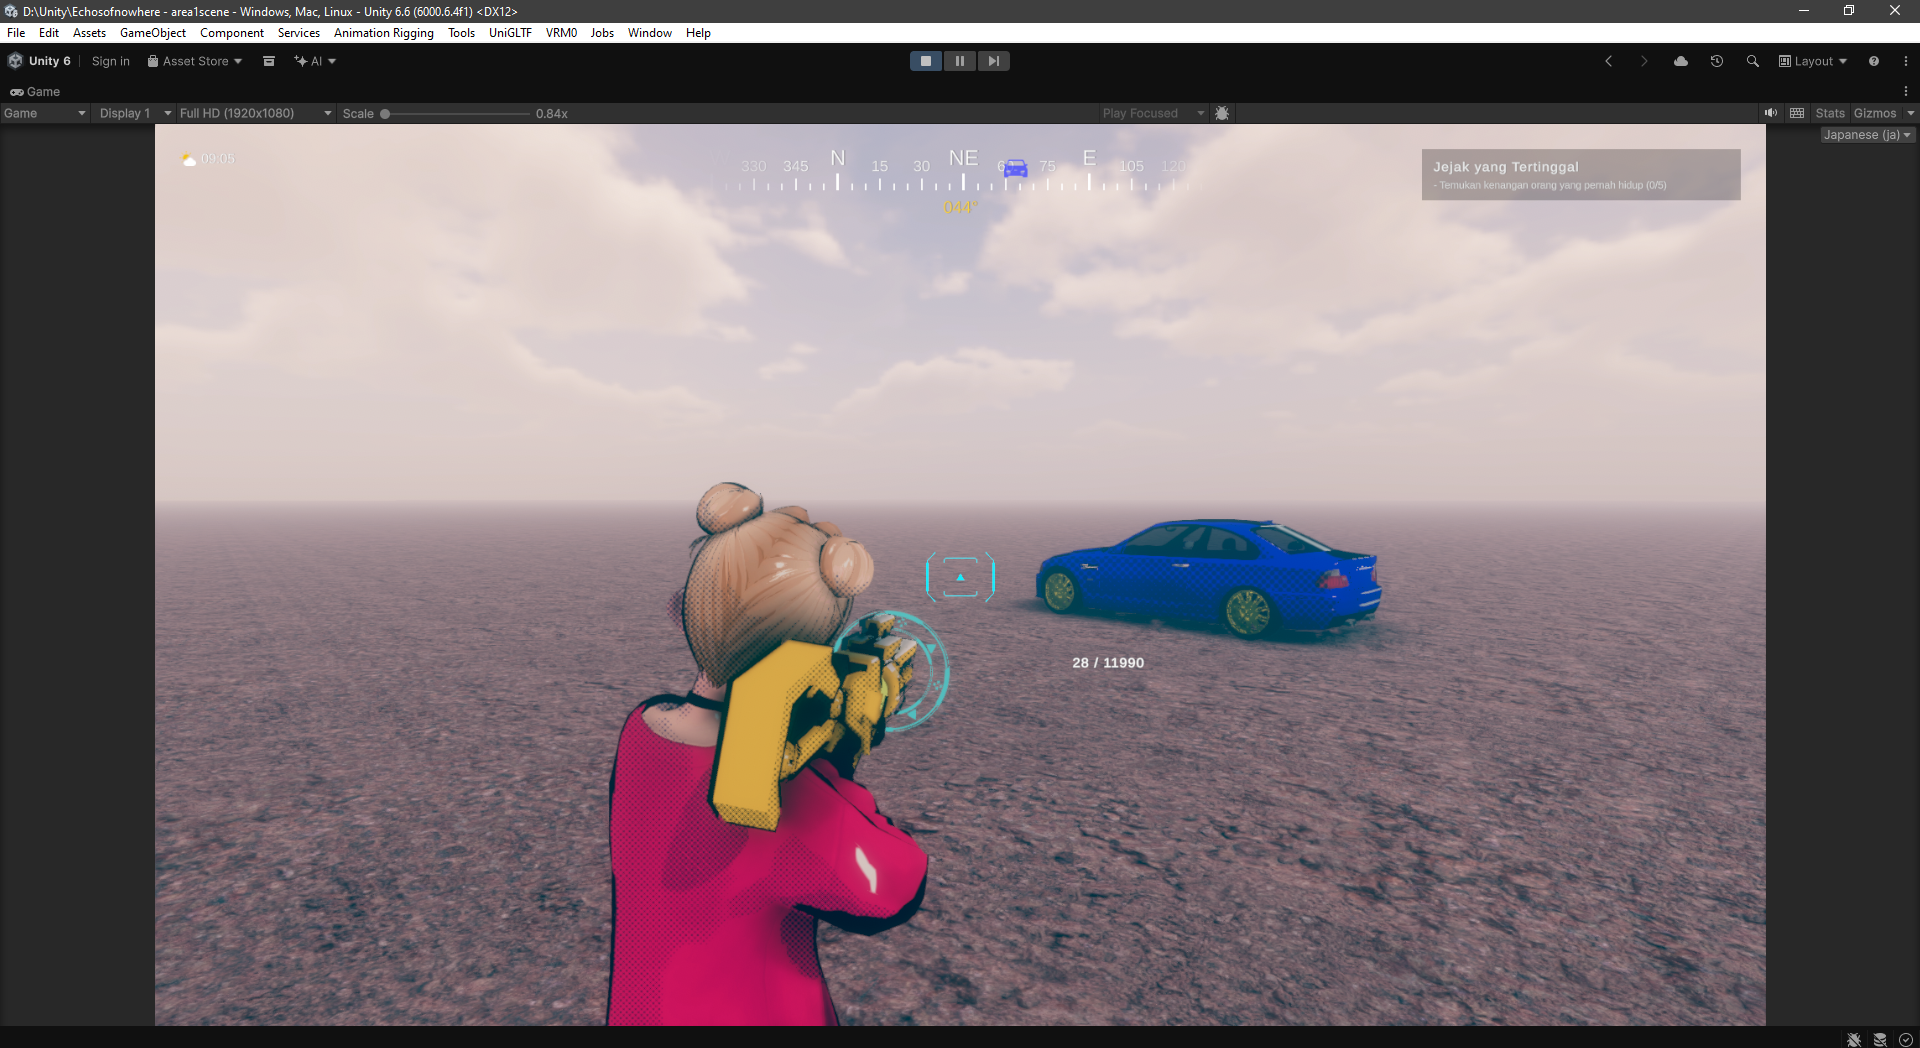 D:\Unity\Echosofnowhere - area1scene - Windows, Mac, Linux - Unity 6.6 (6000.6.4f1) <DX12>
File Edit Assets GameObject Component Services Animation Rigging Tools UniGLTF VRM0 Jobs Window Help
Unity 6 Sign in Asset Store AI Layout
Game
Game Display 1 Full HD (1920x1080) Scale 0.84x Play Focused Stats Gizmos
Japanese (ja)
09:05
330 345 N 15 30 NE 75 E 105 120
044°
Jejak yang Tertinggal
- Temukan kenangan orang yang pernah hidup (0/5)
28 / 11990